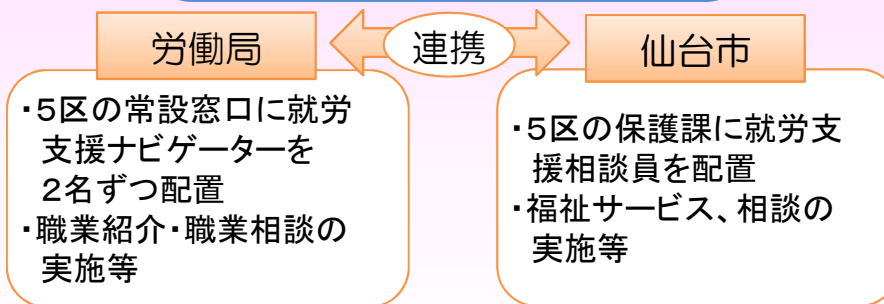 労働局
連携
仙台市
・5区の常設窓口に就労
支援ナビゲーターを
2名ずつ配置
・職業紹介・職業相談の
実施等
・5区の保護課に就労支
援相談員を配置
・福祉サービス、相談の
実施等